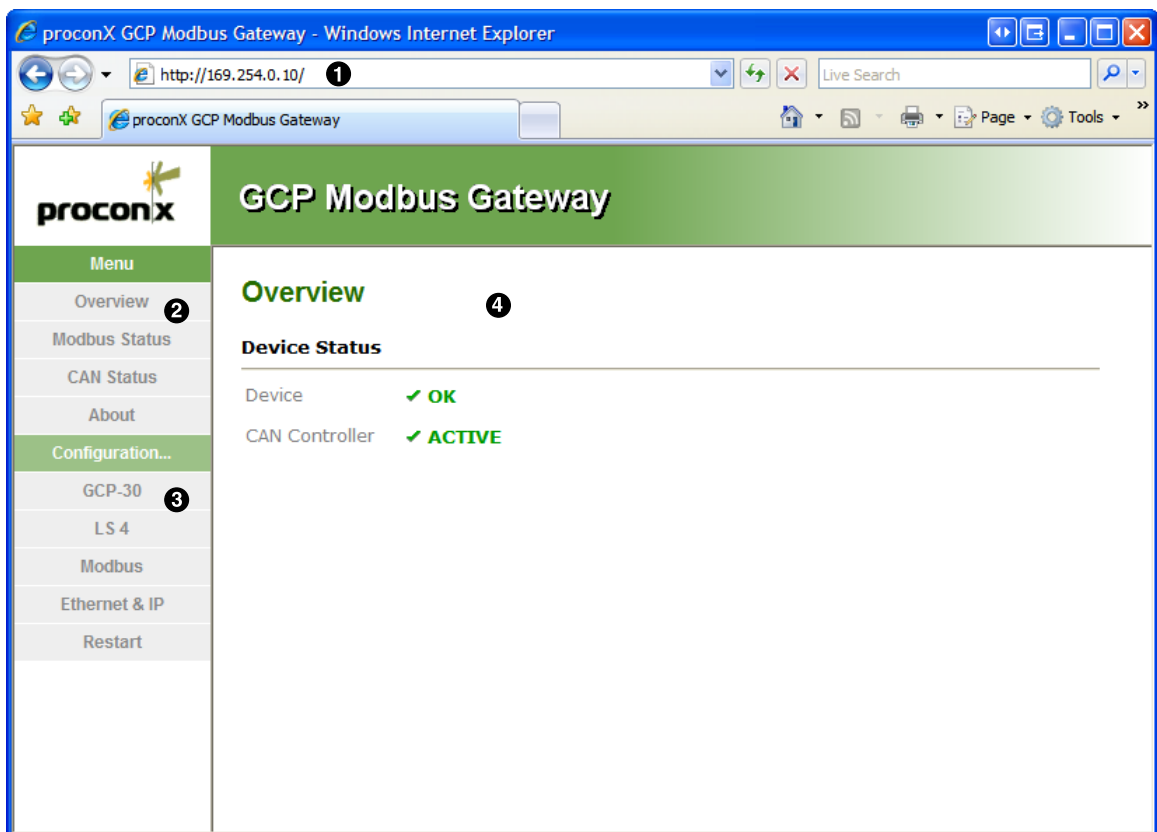 proconX GCP Modbus Gateway - Windows Internet Explorer
http://169.254.0.10/ 1
Live Search
proconX GCP Modbus Gateway
Page
Tools
»
proconx
GCP Modbus Gateway
Menu
Overview 2
Modbus Status
CAN Status
About
Configuration...
GCP-30 3
LS 4
Modbus
Ethernet & IP
Restart
Overview 4
Device Status
Device ✓ OK
CAN Controller ✓ ACTIVE